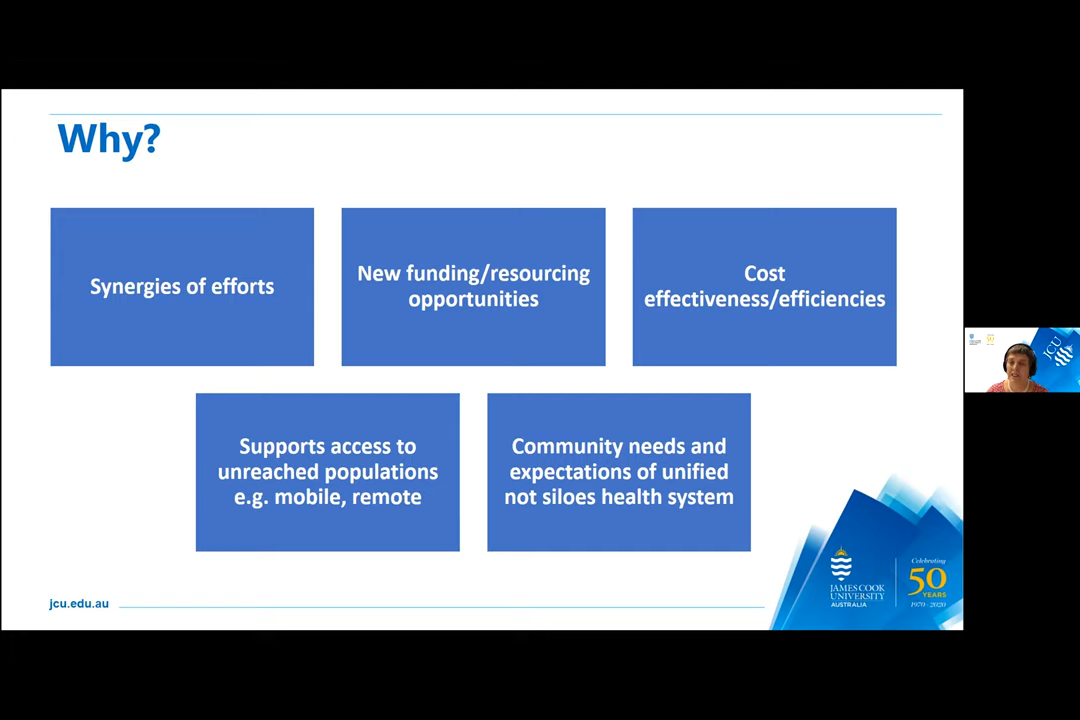 Why?
Synergies of efforts
New funding/resourcing
opportunities
Cost
effectiveness/efficiencies
Supports access to
unreached populations
e.g. mobile, remote
Community needs and
expectations of unified
not siloes health system
jcu.edu.au
JAMES COOK
UNIVERSITY
AUSTRALIA
Celebrating
50
YEARS
1970 - 2020
JCU